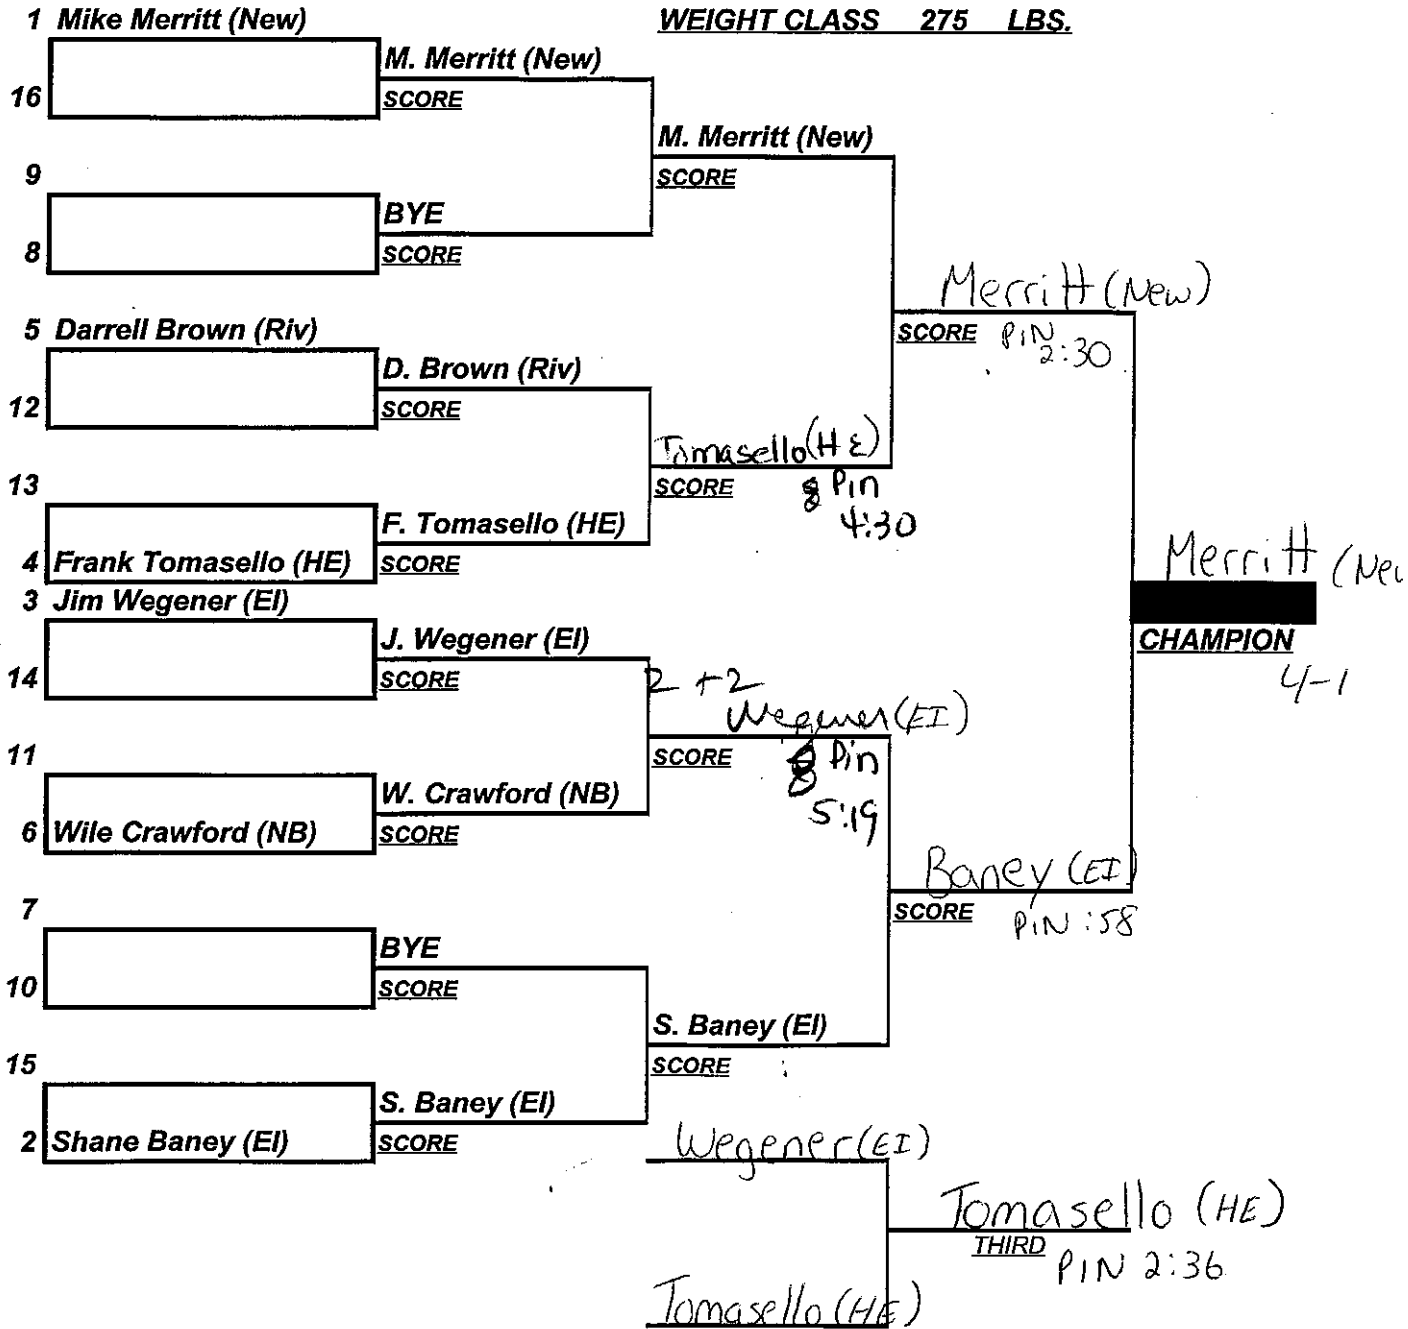 1 Mike Merritt (New)
WEIGHT CLASS 275 LBS.
M. Merritt (New)
16
SCORE
M. Merritt (New)
9
SCORE
BYE
8
SCORE
Merritt (New)
5 Darrell Brown (Riv)
SCORE PIN 2:30
D. Brown (Riv)
12
SCORE
Tomasello (HE)
13
SCORE Pin
4:30
F. Tomasello (HE)
4 Frank Tomasello (HE)
SCORE
Merritt
3 Jim Wegener (EI)
J. Wegener (EI)
CHAMPION
14
SCORE
4-1
2 +2
Wegener (EI)
11
SCORE Pin
5:19
W. Crawford (NB)
6 Wile Crawford (NB)
SCORE
Baney (EI)
7
SCORE PIN :58
BYE
10
SCORE
S. Baney (EI)
15
SCORE
S. Baney (EI)
2 Shane Baney (EI)
SCORE
Wegener (EI)
Tomasello (HE)
THIRD
PIN 2:36
Tomasello (HE)